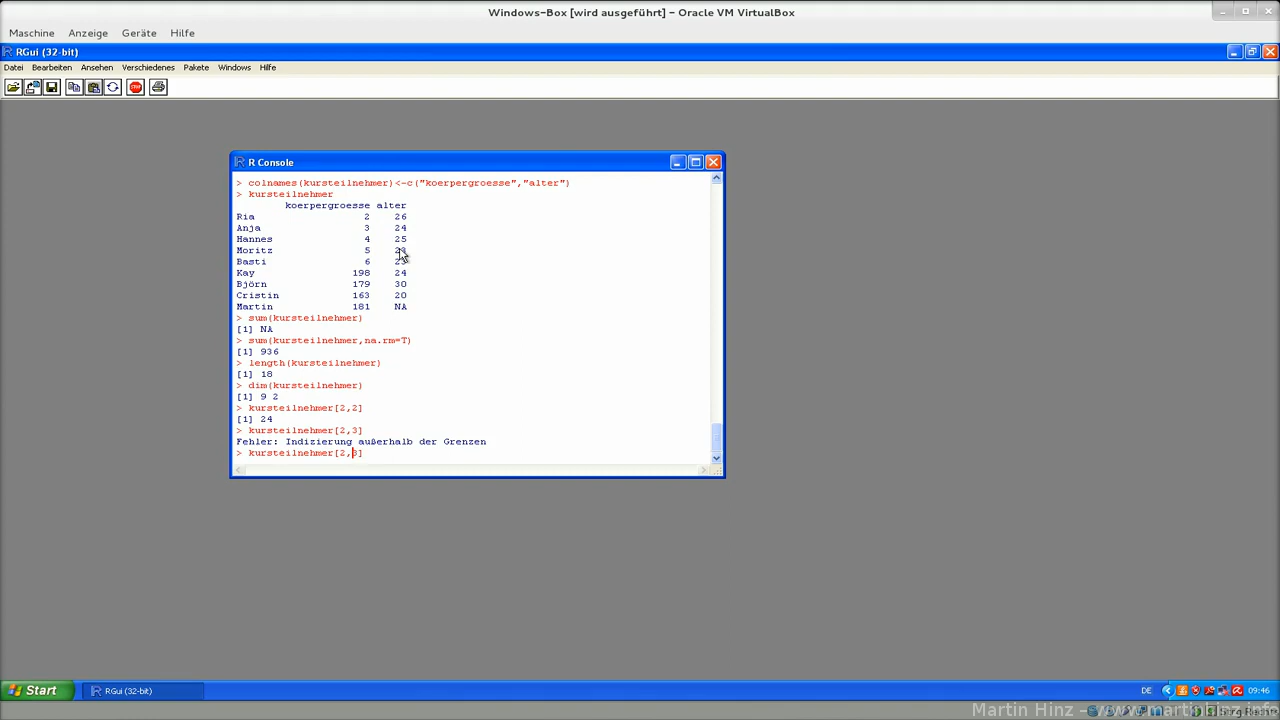 Windows-Box [wird ausgeführt] - Oracle VM VirtualBox
Maschine Anzeige Geräte Hilfe
RGui (32-bit)
Datei Bearbeiten Ansehen Verschiedenes Pakete Windows Hilfe
STOP
R Console
> colnames(kursteilnehmer)<-c("koerpergroesse","alter")
> kursteilnehmer
koerpergroesse alter
Ria 2 26
Anja 3 24
Hannes 4 25
Moritz 5
Basti 6
Kay 198 24
Björn 179 30
Cristin 163 20
Martin 181 NA
> sum(kursteilnehmer)
[1] NA
> sum(kursteilnehmer,na.rm=T)
[1] 936
> length(kursteilnehmer)
[1] 18
> dim(kursteilnehmer)
[1] 9 2
> kursteilnehmer[2,2]
[1] 24
> kursteilnehmer[2,3]
Fehler: Indizierung außerhalb der Grenzen
> kursteilnehmer[2,3]
Start RGui (32-bit) DE 09:46
Martin Hinz - www.martinhinz.info